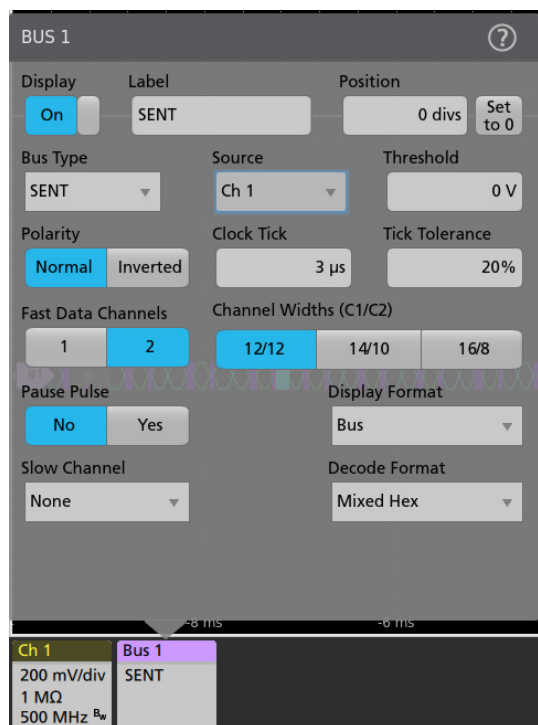 BUS 1
?
Display Label Position
On SENT 0 divs Set to 0
Bus Type Source Threshold
SENT Ch 1 0 V
Polarity Clock Tick Tick Tolerance
Normal Inverted 3 µs 20%
Fast Data Channels Channel Widths (C1/C2)
1 2 12/12 14/10 16/8
B1
Pause Pulse Display Format
No Yes Bus
Slow Channel Decode Format
None Mixed Hex
-8 ms -6 ms
Ch 1 Bus 1
200 mV/div SENT
1 MΩ
500 MHz Bw